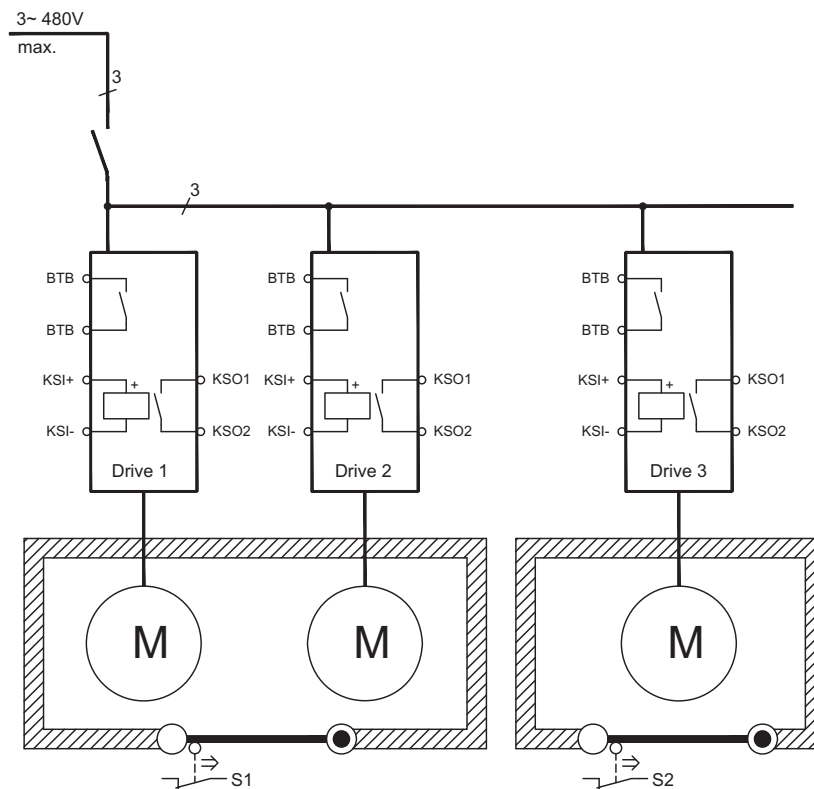 3~ 480V
max.
3
3
BTB
BTB
KSI+
KSI-
+
KSO1
KSO2
Drive 1
BTB
BTB
KSI+
KSI-
+
KSO1
KSO2
Drive 2
BTB
BTB
KSI+
KSI-
+
KSO1
KSO2
Drive 3
M
M
M
S1
S2